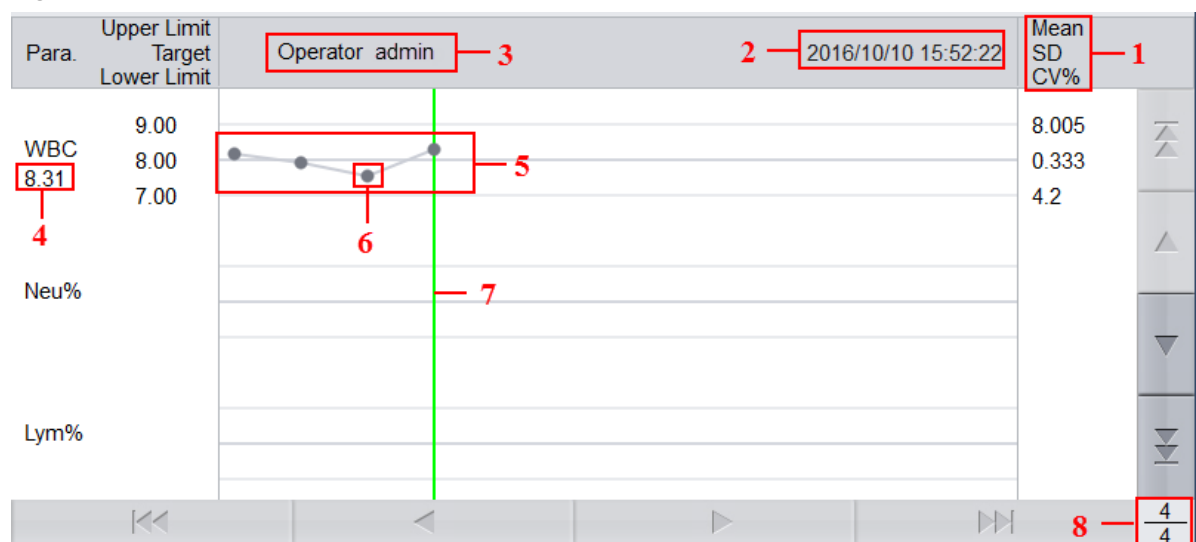 Para.
Upper Limit
Target
Lower Limit
Operator admin
3
2
2016/10/10 15:52:22
Mean
SD
CV%
1
WBC
8.31
4
9.00
8.00
7.00
5
6
8.005
0.333
4.2
Neu%
7
Lym%
8
4
4